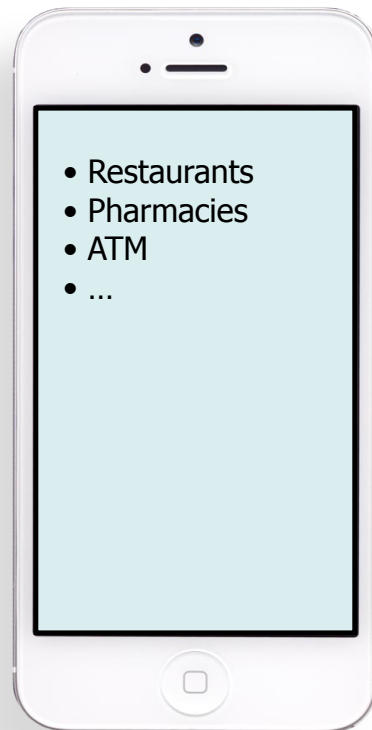 • Restaurants
• Pharmacies
• ATM
• ...